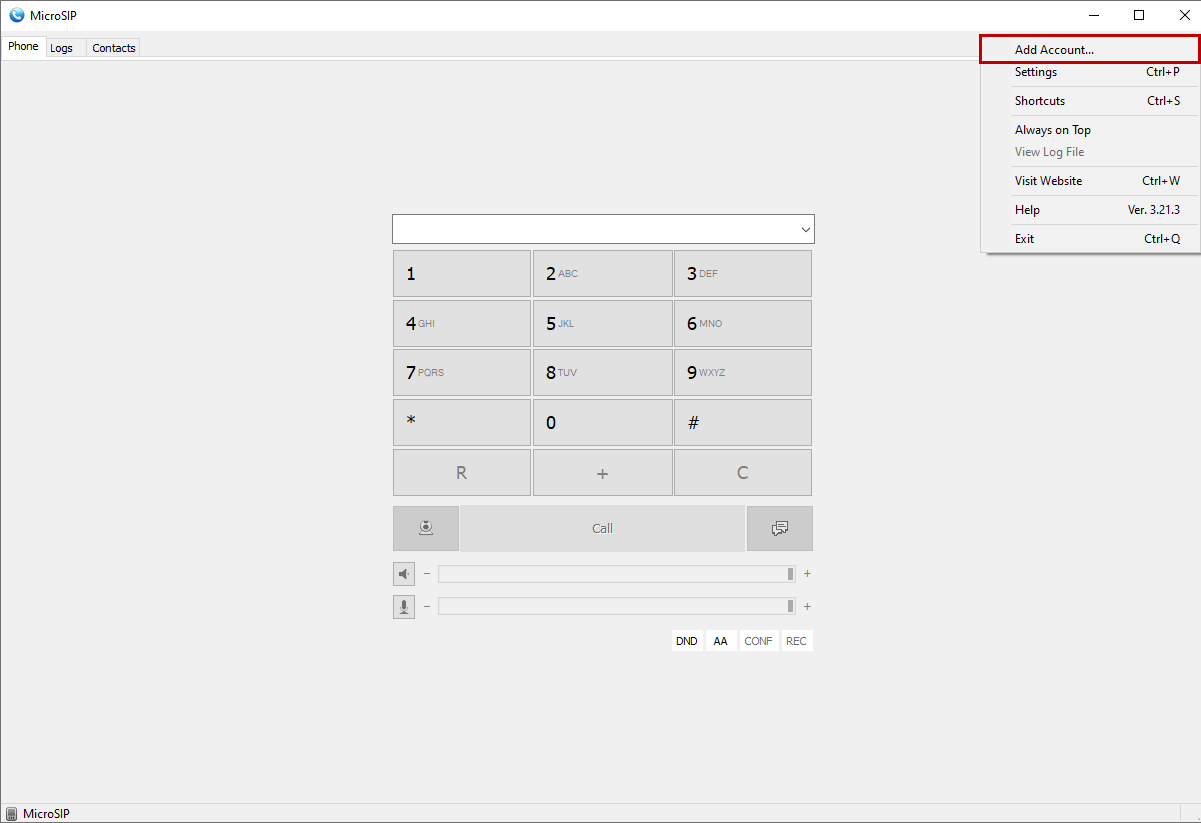 MicroSIP
Phone Logs Contacts
Add Account...
Settings Ctrl+P
Shortcuts Ctrl+S
Always on Top
View Log File
Visit Website Ctrl+W
Help Ver. 3.21.3
Exit Ctrl+Q
1 2 ABC 3 DEF
4 GHI 5 JKL 6 MNO
7 PQRS 8 TUV 9 WXYZ
* 0 #
R + C
Call
− +
− +
DND AA CONF REC
MicroSIP